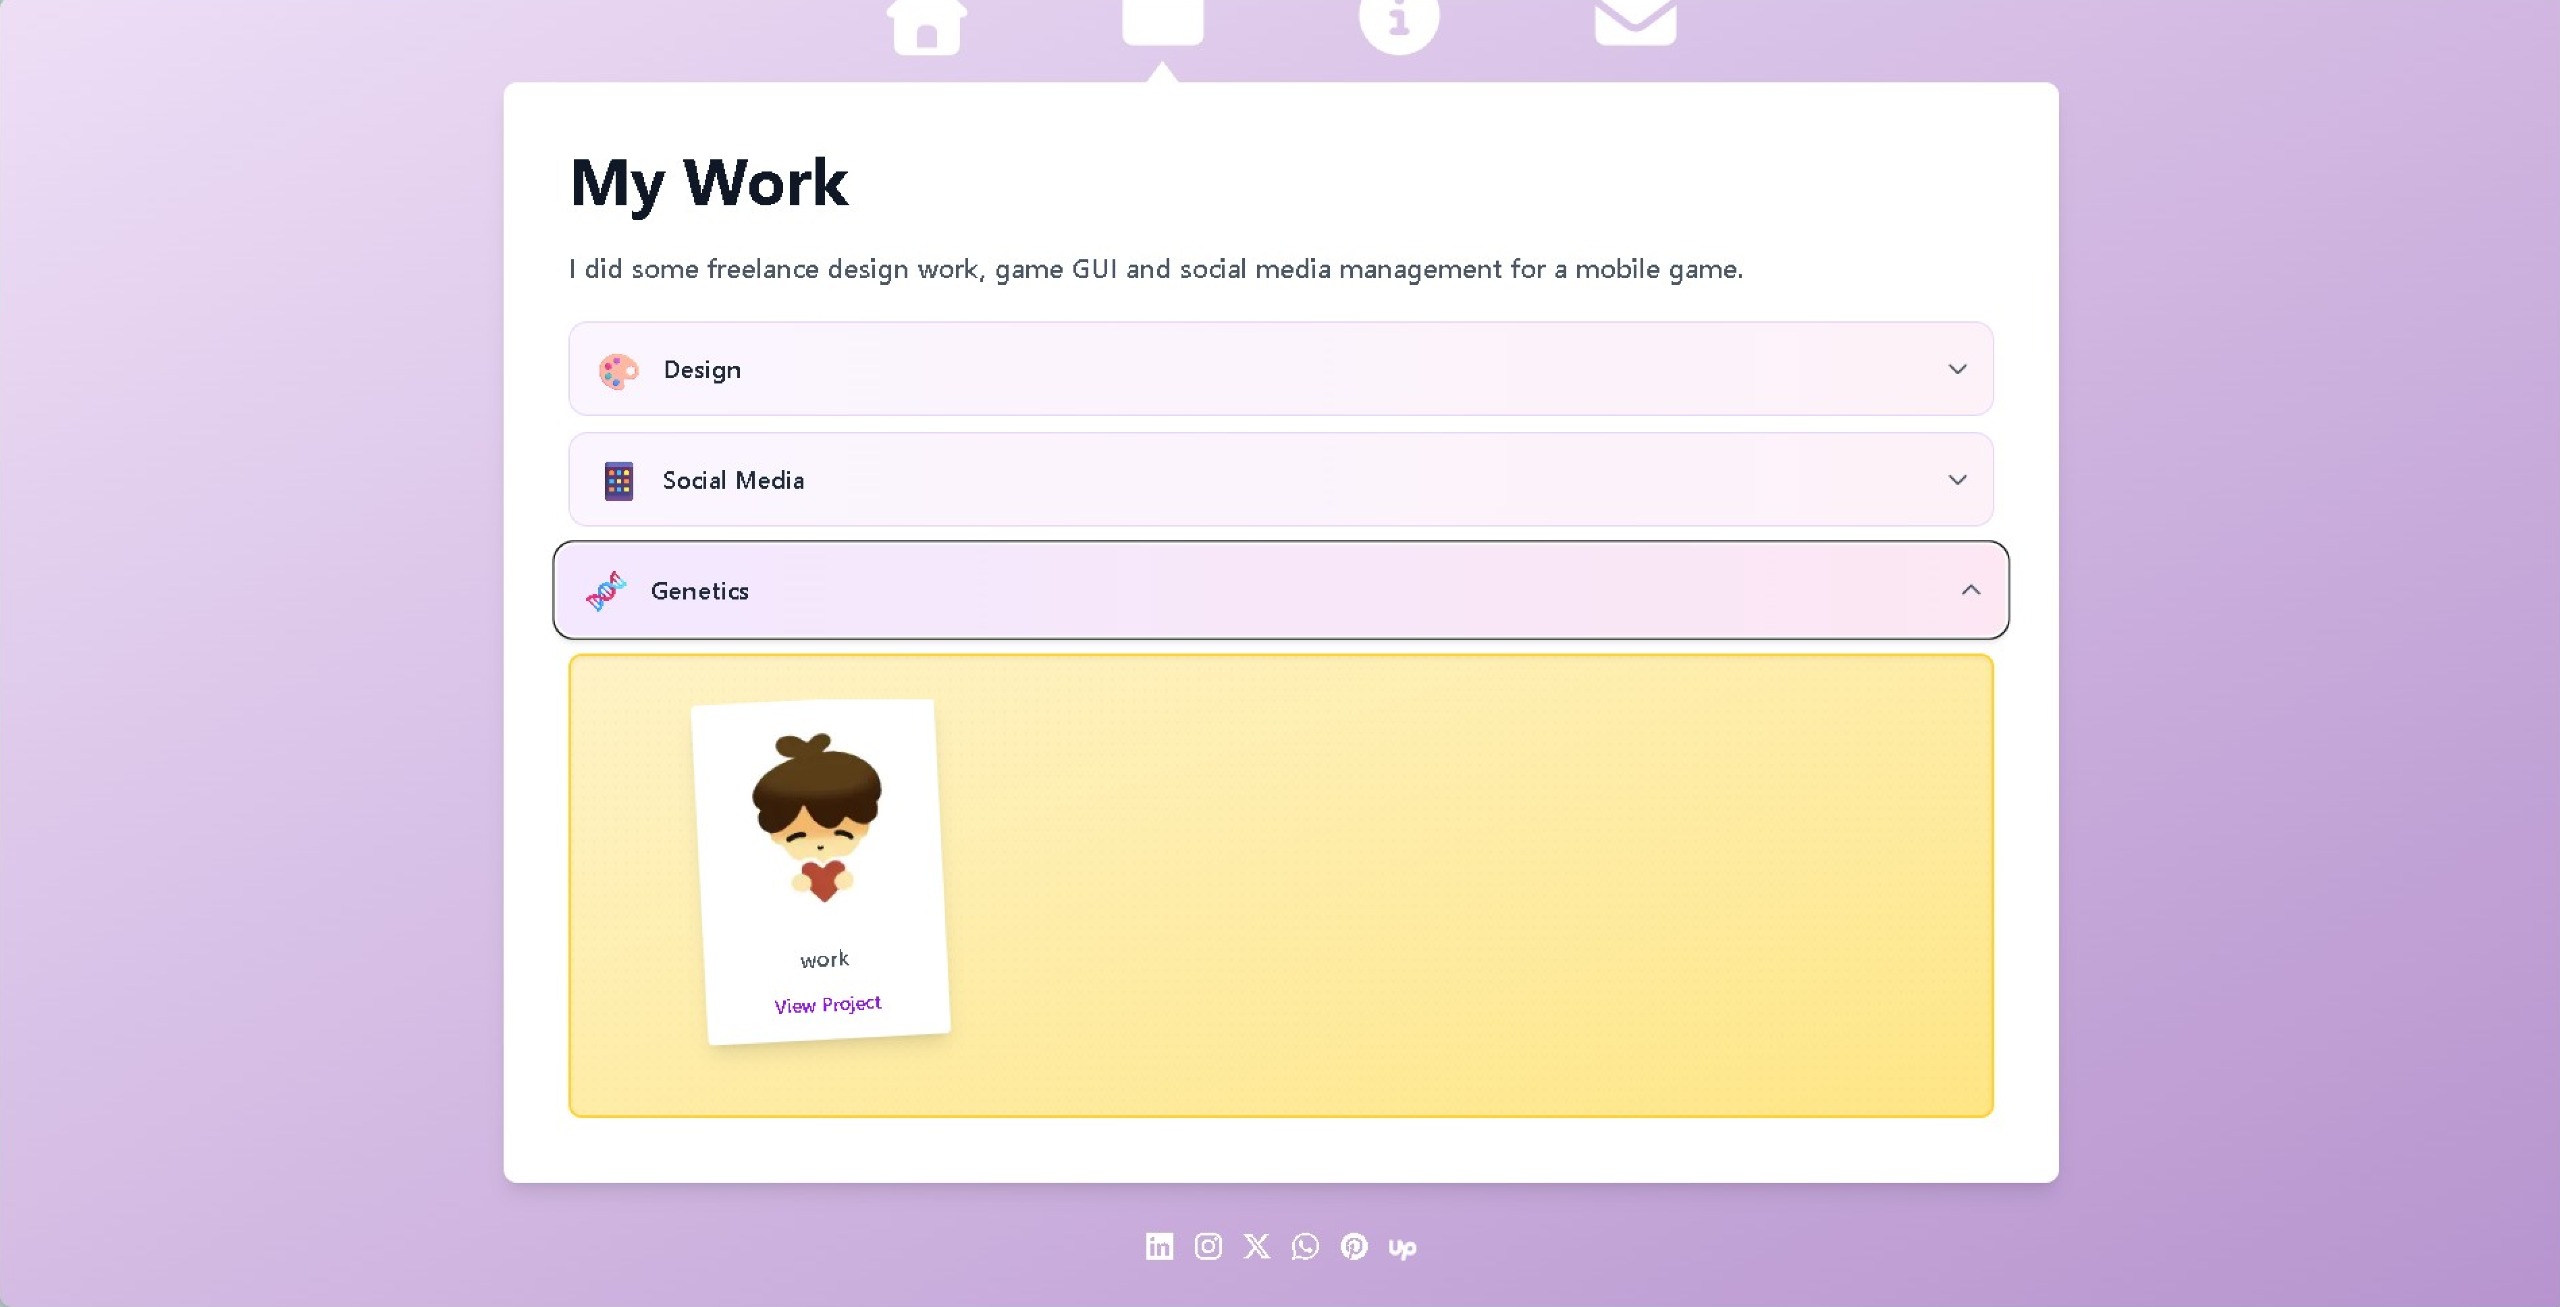 My Work
I did some freelance design work, game GUI and social media management for a mobile game.
Design
Social Media
Genetics
work
View Project